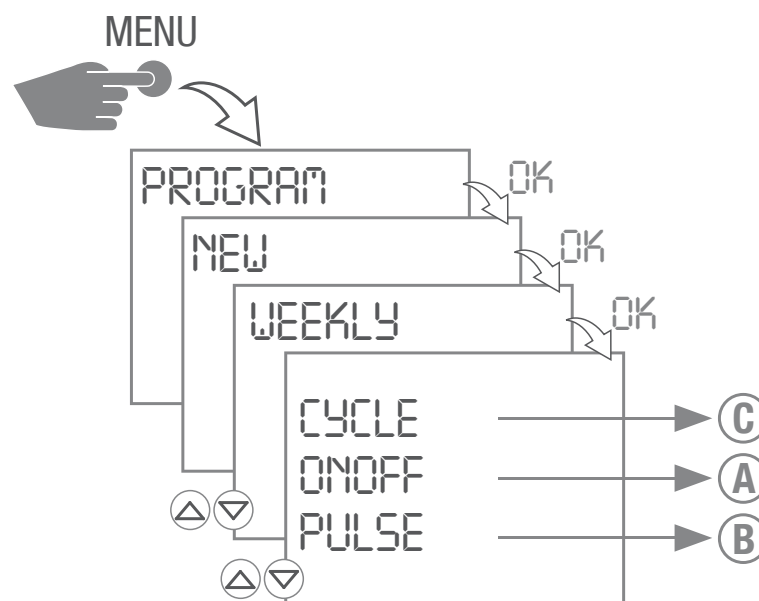 MENU
PROGRAM OK
NEW OK
WEEKLY OK
CYCLE C
ONOFF A
PULSE B